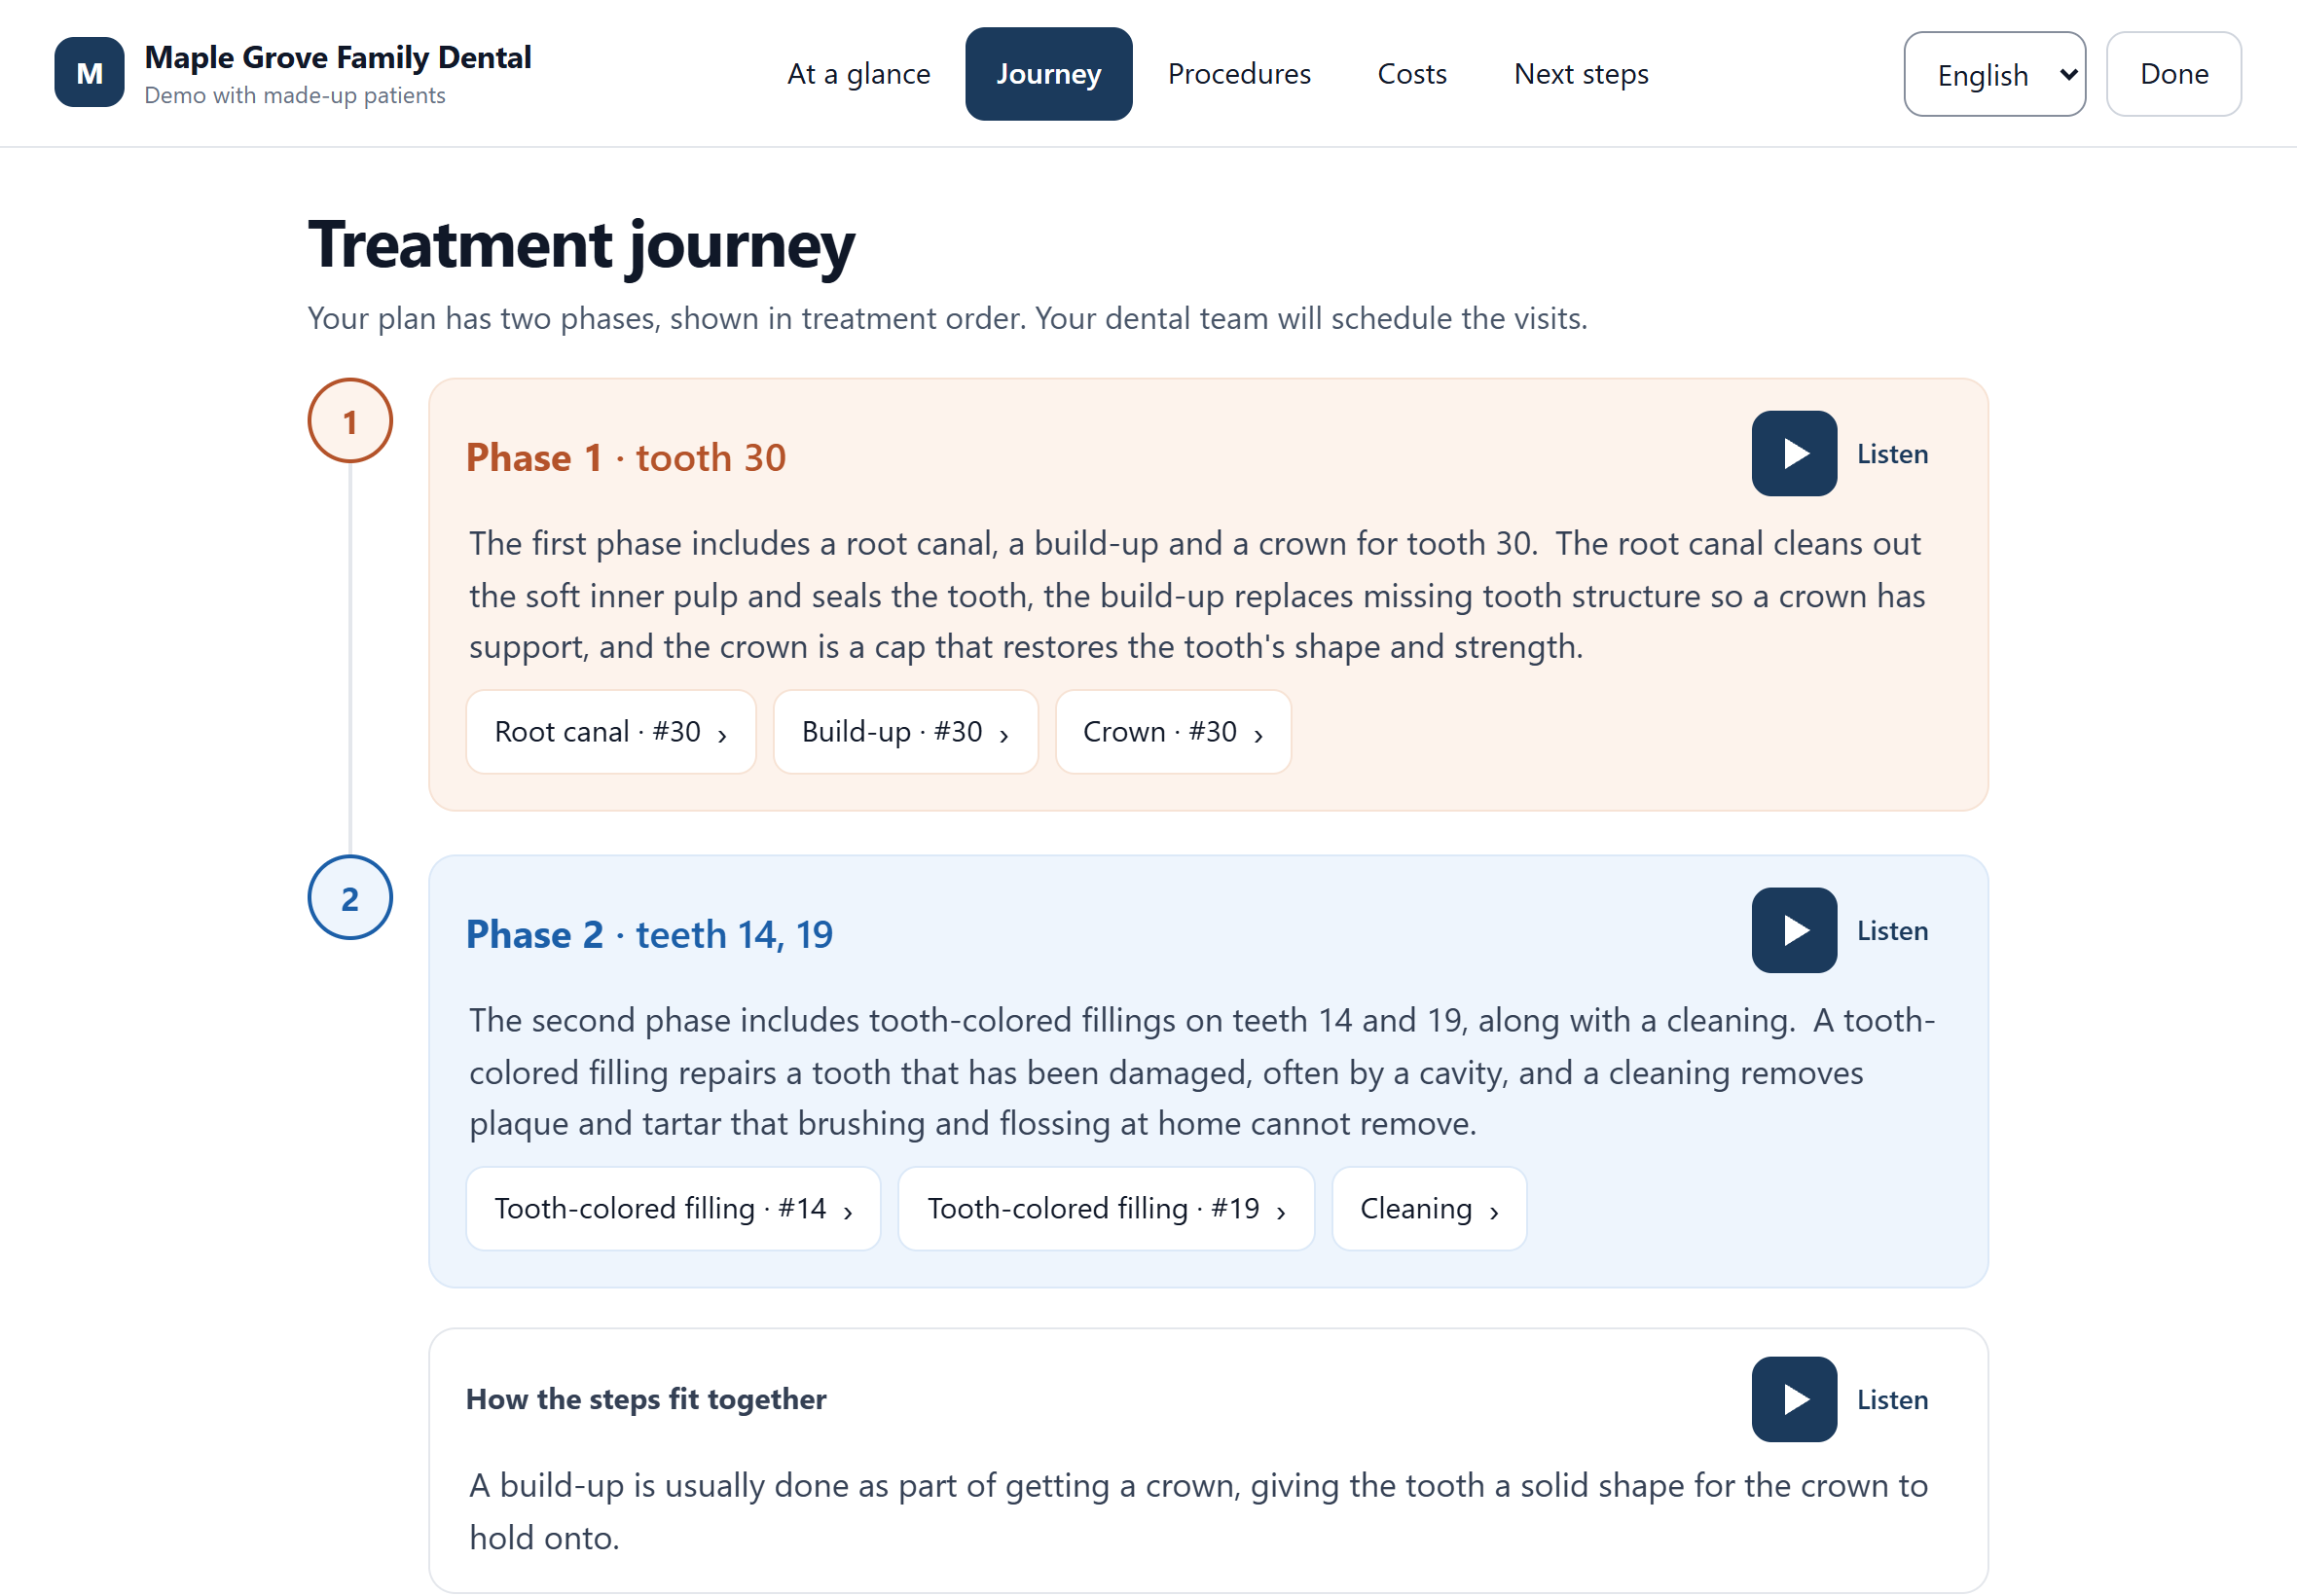 M
Maple Grove Family Dental
Demo with made-up patients
At a glance
Journey
Procedures
Costs
Next steps
English
Done
Treatment journey
Your plan has two phases, shown in treatment order. Your dental team will schedule the visits.
1
Phase 1 · tooth 30
Listen
The first phase includes a root canal, a build-up and a crown for tooth 30. The root canal cleans out
the soft inner pulp and seals the tooth, the build-up replaces missing tooth structure so a crown has
support, and the crown is a cap that restores the tooth's shape and strength.
Root canal · #30 ›
Build-up · #30 ›
Crown · #30 ›
2
Phase 2 · teeth 14, 19
Listen
The second phase includes tooth-colored fillings on teeth 14 and 19, along with a cleaning. A tooth-
colored filling repairs a tooth that has been damaged, often by a cavity, and a cleaning removes
plaque and tartar that brushing and flossing at home cannot remove.
Tooth-colored filling · #14 ›
Tooth-colored filling · #19 ›
Cleaning ›
How the steps fit together
Listen
A build-up is usually done as part of getting a crown, giving the tooth a solid shape for the crown to
hold onto.